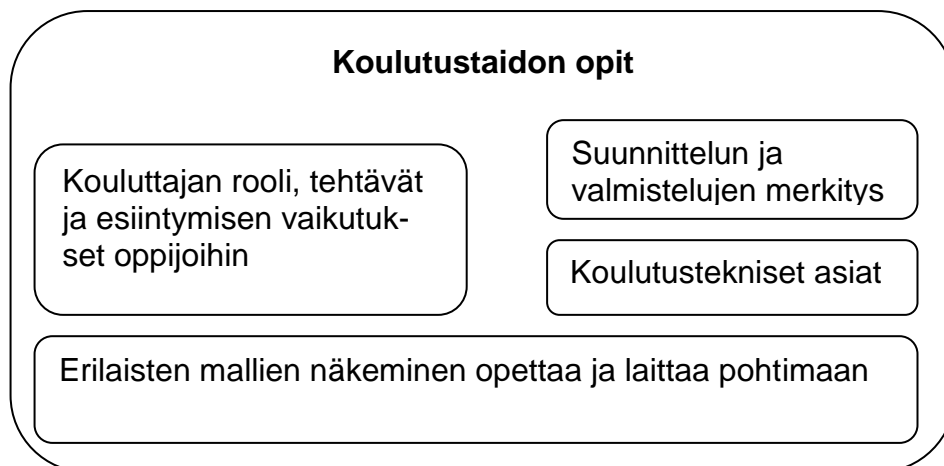 Koulutustaidon opit
Kouluttajan rooli, tehtävät
ja esiintymisen vaikutuk-
set oppijoihin
Suunnittelun ja
valmistelujen merkitys
Koulutustekniset asiat
Erilaisten mallien näkeminen opettaa ja laittaa pohtimaan